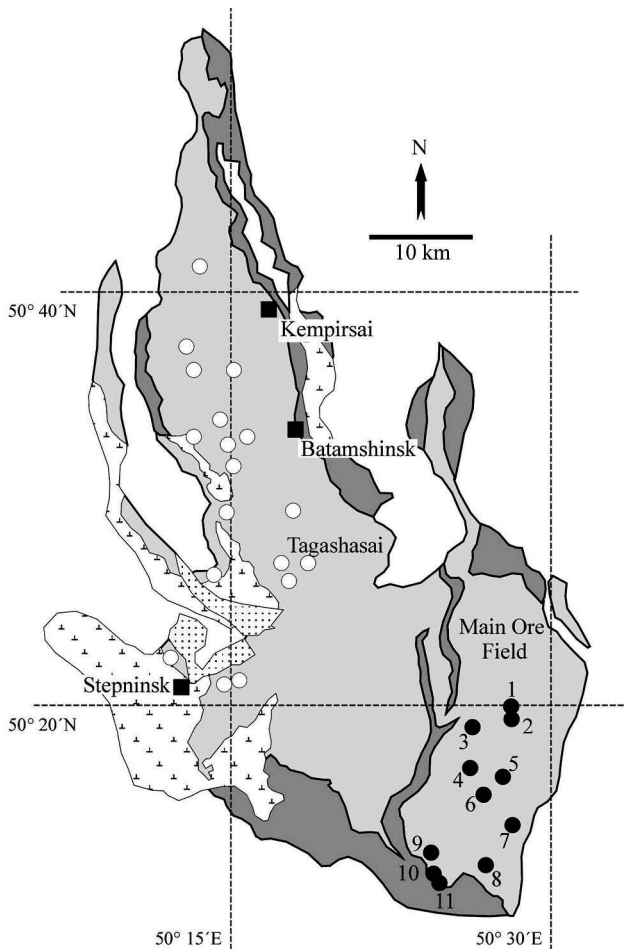 N
10 km
50° 40´N
Kempirsai
Batamshinsk
Tagashasai
Main Ore
Field
Stepninsk
50° 20´N
1
2
3
4
5
6
7
8
9
10
11
50° 15´E
50° 30´E